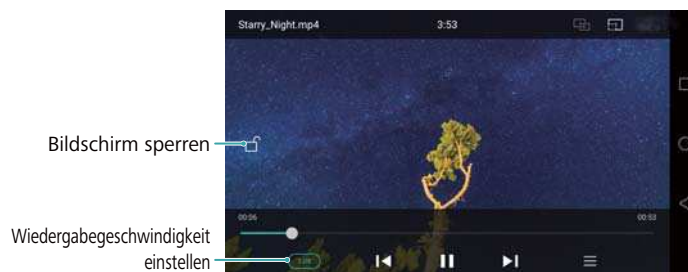 Starry_Night.mp4 3:53
Bildschirm sperren
00:06 00:53
Wiedergabegeschwindigkeit
einstellen